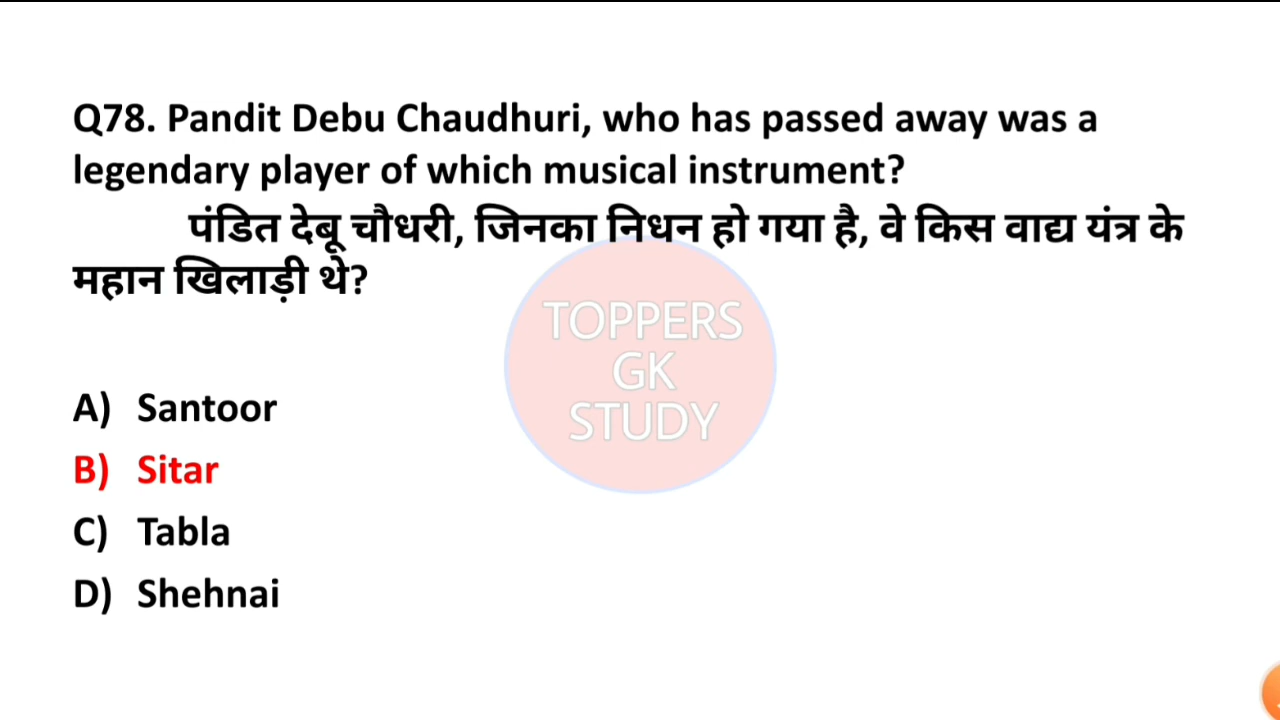 Q78. Pandit Debu Chaudhuri, who has passed away was a
legendary player of which musical instrument?
पंडित देबू चौधरी, जिनका निधन हो गया है, वे किस वाद्य यंत्र के
महान खिलाड़ी थे?
TOPPERS
GK
STUDY
A) Santoor
B) Sitar
C) Tabla
D) Shehnai